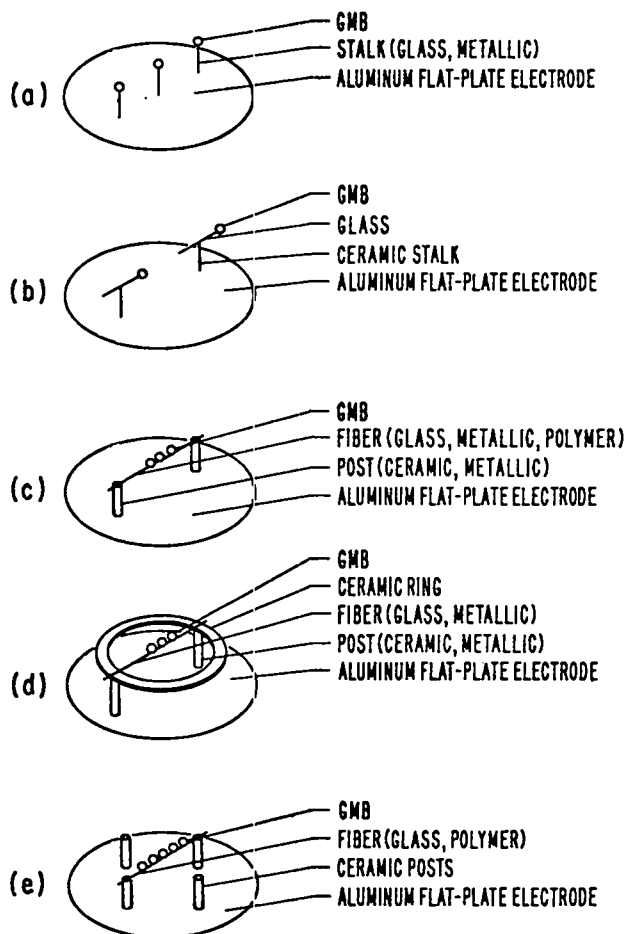 (a)
GMB
STALK (GLASS, METALLIC)
ALUMINUM FLAT-PLATE ELECTRODE
(b)
GMB
GLASS
CERAMIC STALK
ALUMINUM FLAT-PLATE ELECTRODE
(c)
GMB
FIBER (GLASS, METALLIC, POLYMER)
POST (CERAMIC, METALLIC)
ALUMINUM FLAT-PLATE ELECTRODE
(d)
GMB
CERAMIC RING
FIBER (GLASS, METALLIC)
POST (CERAMIC, METALLIC)
ALUMINUM FLAT-PLATE ELECTRODE
(e)
GMB
FIBER (GLASS, POLYMER)
CERAMIC POSTS
ALUMINUM FLAT-PLATE ELECTRODE